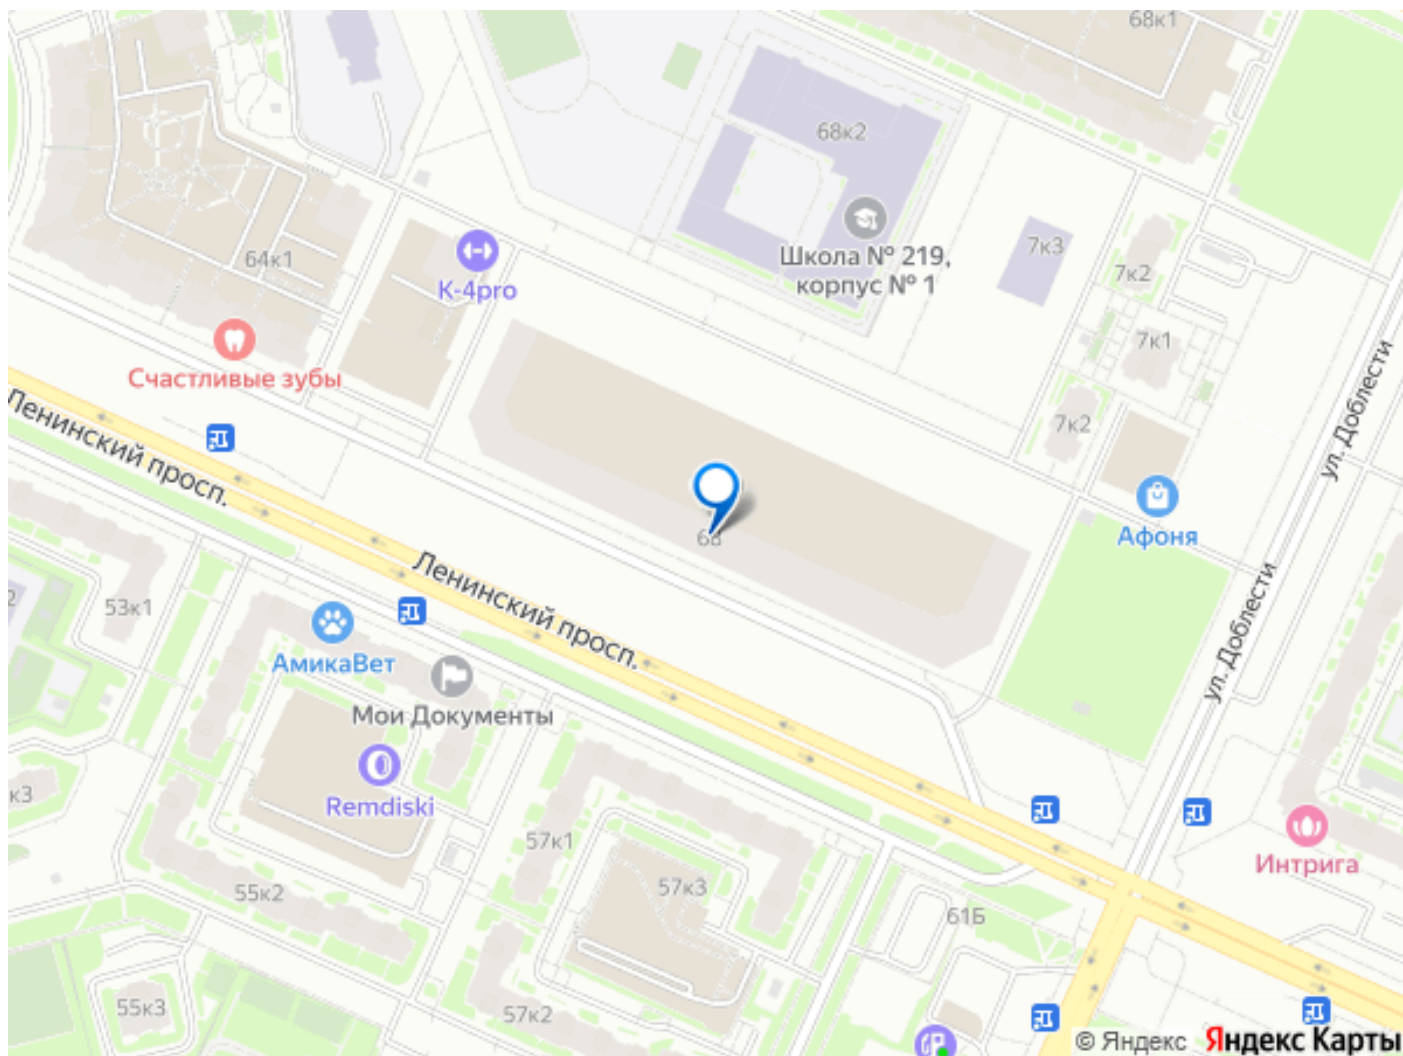 68к1
68к2
Школа № 219,
корпус № 1
7к3
7к2
7к1
7к2
64к1
K-4pro
Счастливые зубы
Ленинский просп.
ул. Доблести
Афоня
68
Ленинский просп.
ул. Доблести
2
53к1
АмикаВет
Мои Документы
Remdiski
к3
57к1
57к3
55к2
61Б
Интрига
55к3
57к2
© Яндекс Яндекс Карты